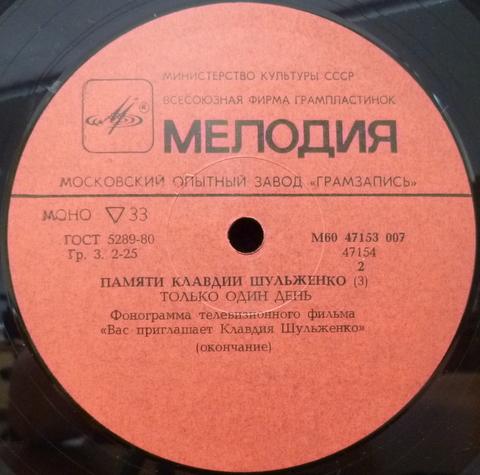 МИНИСТЕРСТВО КУЛЬТУРЫ СССР
ВСЕСОЮЗНАЯ ФИРМА ГРАМПЛАСТИНОК
® МЕЛОДИЯ
МОСКОВСКИЙ ОПЫТНЫЙ ЗАВОД «ГРАМЗАПИСЬ»
МОНО ▽ 33
ГОСТ 5289-80 М60 47153 007
Гр. 3. 2-25 47154
2
ПАМЯТИ КЛАВДИИ ШУЛЬЖЕНКО (3)
ТОЛЬКО ОДИН ДЕНЬ
Фонограмма телевизионного фильма
«Вас приглашает Клавдия Шульженко»
(окончание)